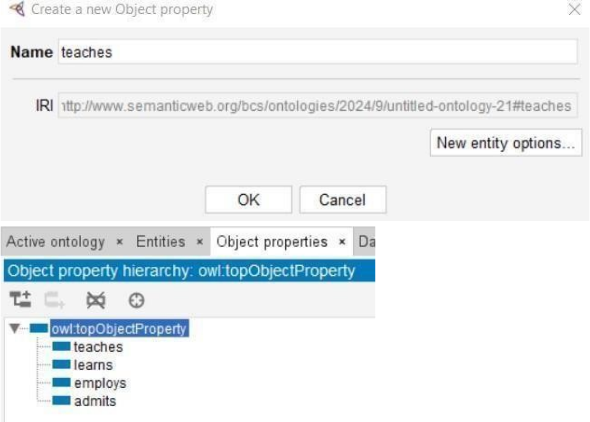 Create a new Object property
Name teaches
IRI http://www.semanticweb.org/bcs/ontologies/2024/9/untitled-ontology-21#teaches
New entity options...
OK Cancel
Active ontology × Entities × Object properties × Da
Object property hierarchy: owl:topObjectProperty
owl:topObjectProperty
teaches
learns
employs
admits